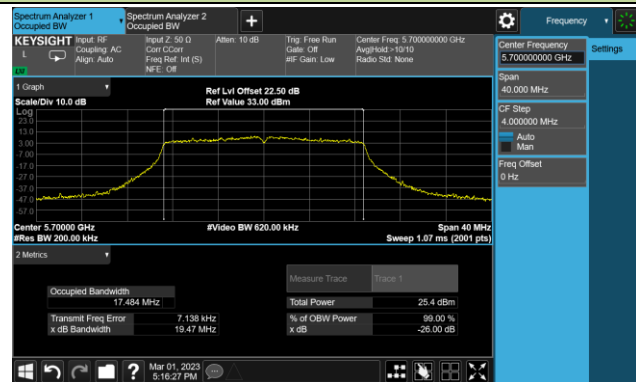 Spectrum Analyzer 1
Occupied BW
Spectrum Analyzer 2
Occupied BW
+
Frequency
KEYSIGHT
L
LW
Input: RF
Coupling: AC
Align: Auto
Input Z: 50 Ω
Corr CCorr
Freq Ref: Int (S)
NFE: Off
Atten: 10 dB
Trig: Free Run
Gate: Off
#IF Gain: Low
Center Freq: 5.700000000 GHz
Avg|Hold:>10/10
Radio Std: None
Center Frequency
5.700000000 GHz
Settings
Span
40.000 MHz
CF Step
4.000000 MHz
Auto
Man
Freq Offset
0 Hz
1 Graph
Scale/Div 10.0 dB
Ref Lvl Offset 22.50 dB
Ref Value 33.00 dBm
Log
23.0
13.0
3.00
-7.00
-17.0
-27.0
-37.0
-47.0
-57.0
Center 5.70000 GHz
#Res BW 200.00 kHz
#Video BW 620.00 kHz
Span 40 MHz
Sweep 1.07 ms (2001 pts)
2 Metrics
Measure Trace
Trace 1
Occupied Bandwidth
17.484 MHz
Total Power
25.4 dBm
Transmit Freq Error
7.138 kHz
% of OBW Power
99.00 %
x dB Bandwidth
19.47 MHz
x dB
-26.00 dB
?
Mar 01, 2023
5:16:27 PM